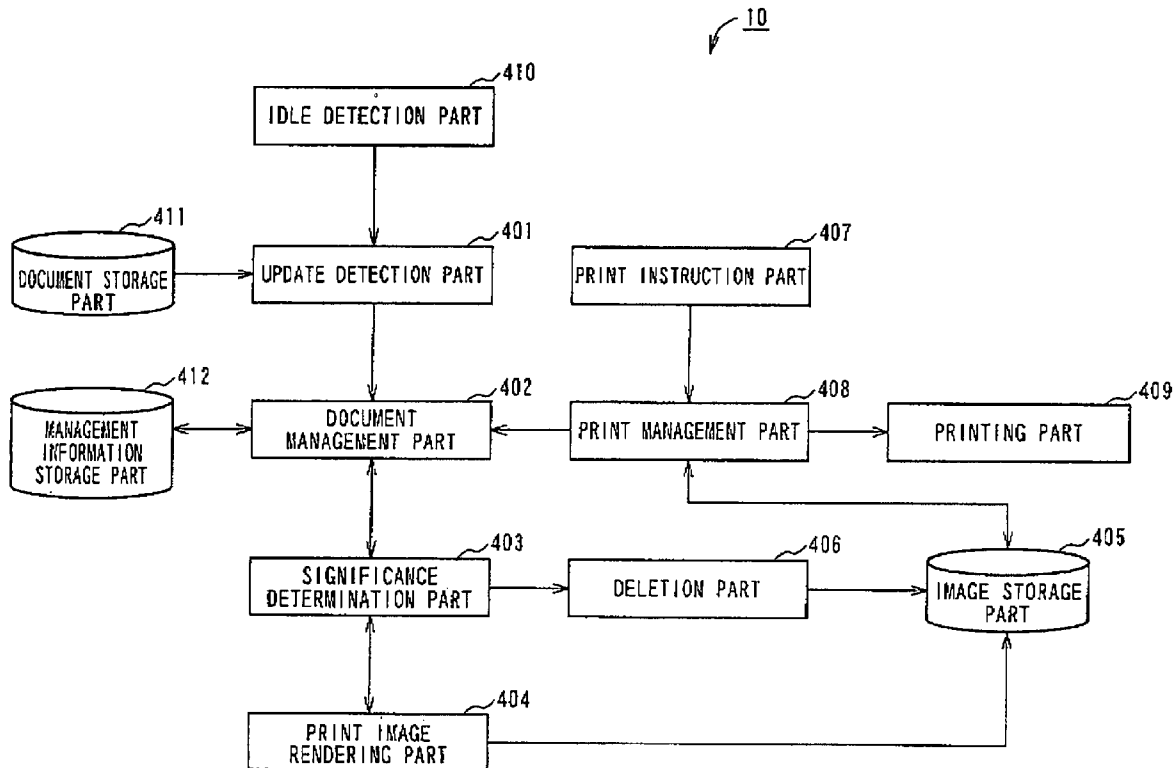 10
410
IDLE DETECTION PART
411
DOCUMENT STORAGE
PART
401
UPDATE DETECTION PART
407
PRINT INSTRUCTION PART
412
MANAGEMENT
INFORMATION
STORAGE PART
402
DOCUMENT
MANAGEMENT PART
408
PRINT MANAGEMENT PART
409
PRINTING PART
403
SIGNIFICANCE
DETERMINATION PART
406
DELETION PART
405
IMAGE STORAGE
PART
404
PRINT IMAGE
RENDERING PART